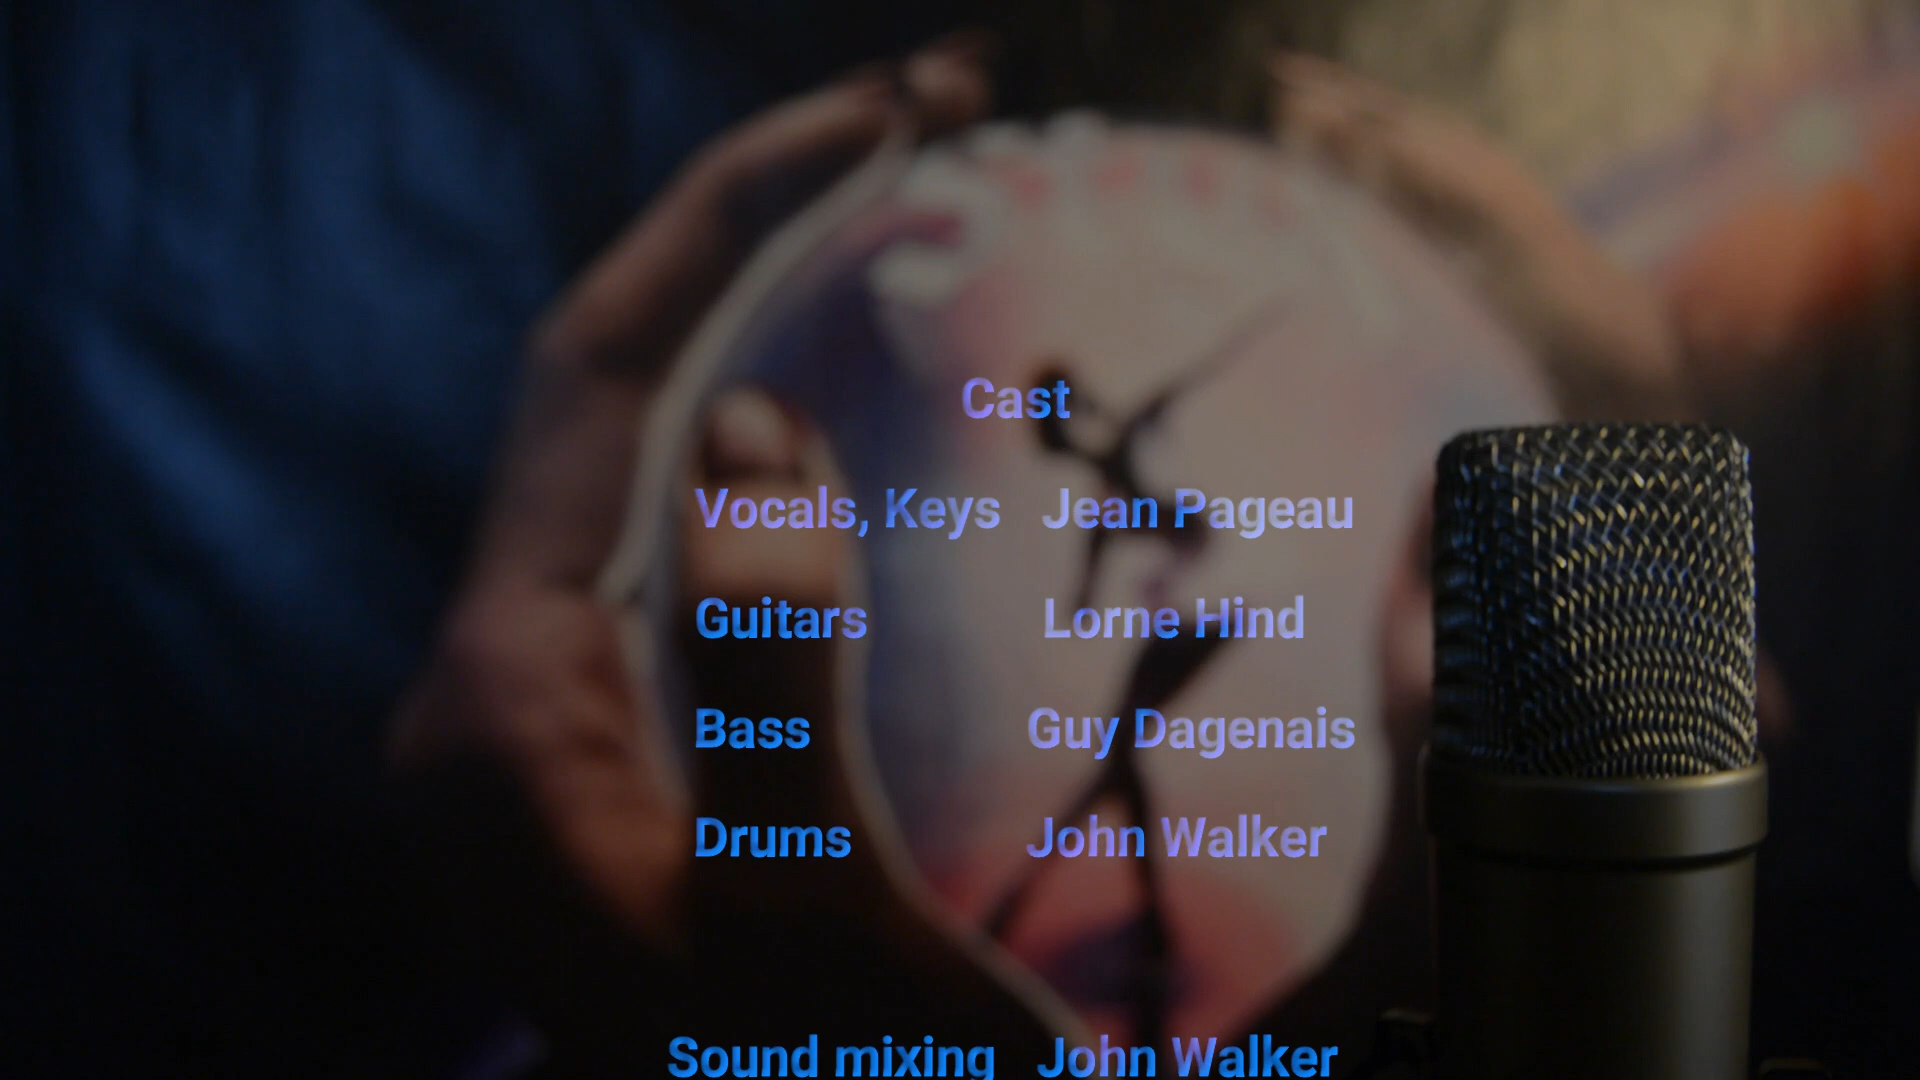 Cast
Vocals, Keys Jean Pageau
Guitars Lorne Hind
Bass Guy Dagenais
Drums John Walker
Sound mixing John Walker